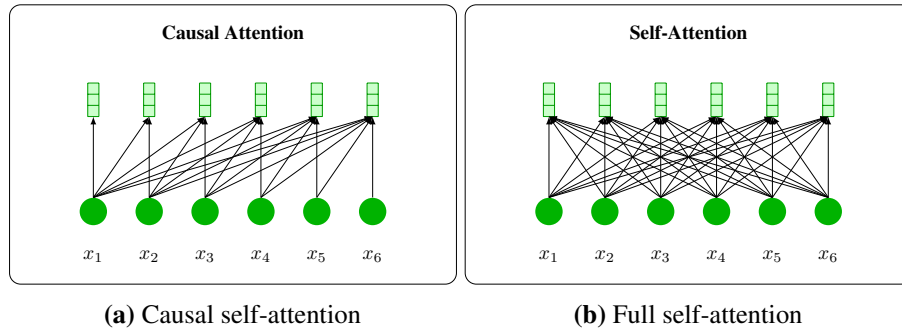 Causal Attention
x₁ x₂ x₃ x₄ x₅ x₆
(a) Causal self-attention
Self-Attention
x₁ x₂ x₃ x₄ x₅ x₆
(b) Full self-attention